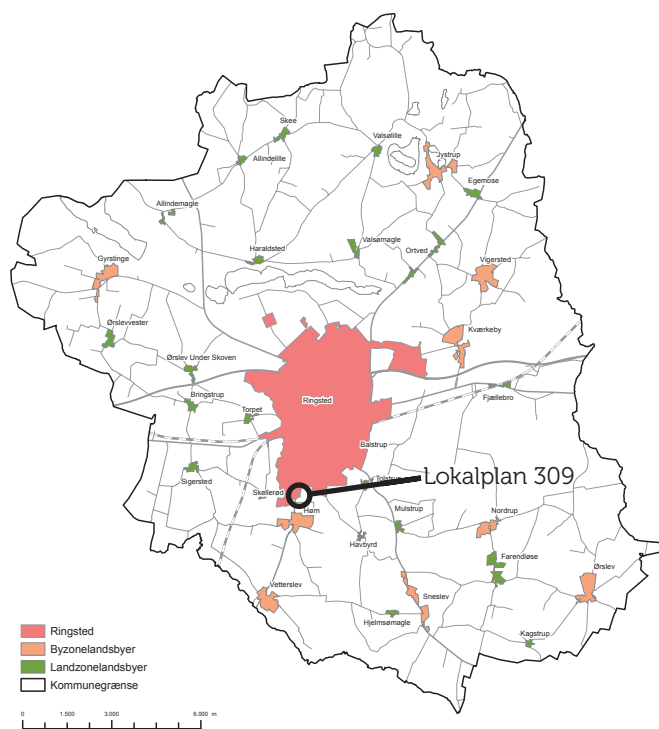 Skee
Valsølille
Allindelille
Jystrup
Egemose
Allindemagle
Valsømagle
Haraldsted
Ortved
Gyrstinge
Vigersted
Ørslevvester
Kværkeby
Ørslev Under Skoven
Bringstrup
Ringsted
Fjællebro
Torpet
Balstrup
Sigersted
Tolstrup
Lokalplan 309
Skellerød
Høm
Mulstrup
Nordrup
Havbyrd
Farendløse
Ørslev
Vetterslev
Sneslev
Hjelmsømagle
Kagstrup
Ringsted
Byzonelandsbyer
Landzonelandsbyer
Kommunegrænse
0 1.500 3.000 6.000 m